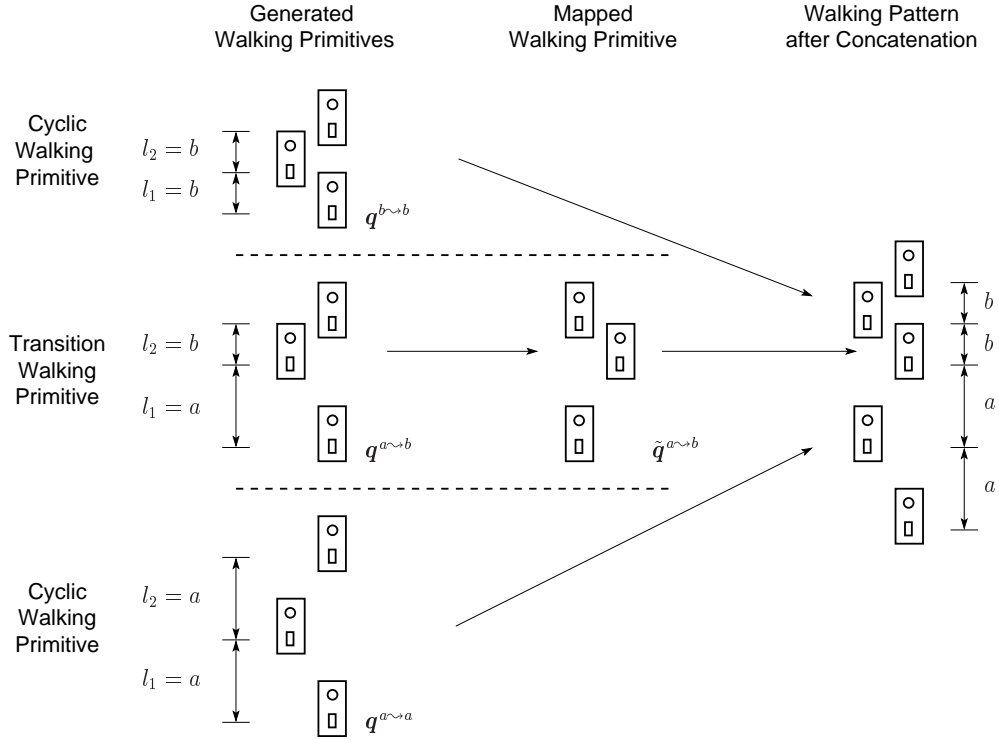 Generated
Walking Primitives
Mapped
Walking Primitive
Walking Pattern
after Concatenation
Cyclic
Walking
Primitive
l₂ = b
l₁ = b
q^{b⤳b}
Transition
Walking
Primitive
l₂ = b
l₁ = a
q^{a⤳b}
q̃^{a⤳b}
b
b
a
a
Cyclic
Walking
Primitive
l₂ = a
l₁ = a
q^{a⤳a}